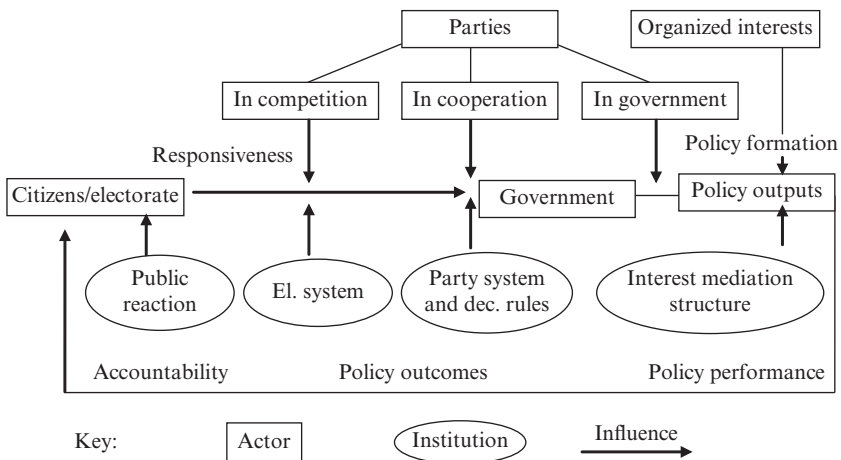 Parties
Organized interests
In competition
In cooperation
In government
Responsiveness
Policy formation
Citizens/electorate
Government
Policy outputs
Public
reaction
El. system
Party system
and dec. rules
Interest mediation
structure
Accountability
Policy outcomes
Policy performance
Key:
Actor
Institution
Influence